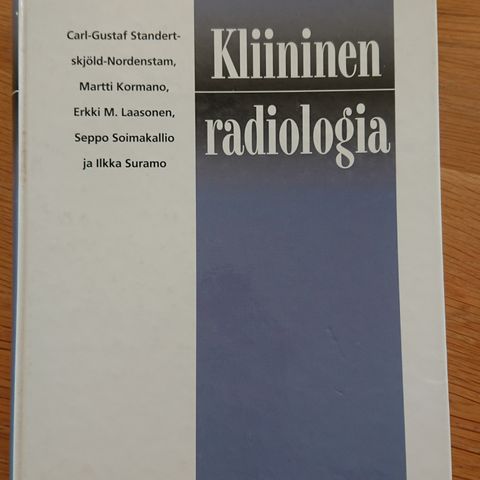 Carl-Gustaf Standert-
skjöld-Nordenstam,
Martti Kormano,
Erkki M. Laasonen,
Seppo Soimakallio
ja Ilkka Suramo
Kliininen
radiologia